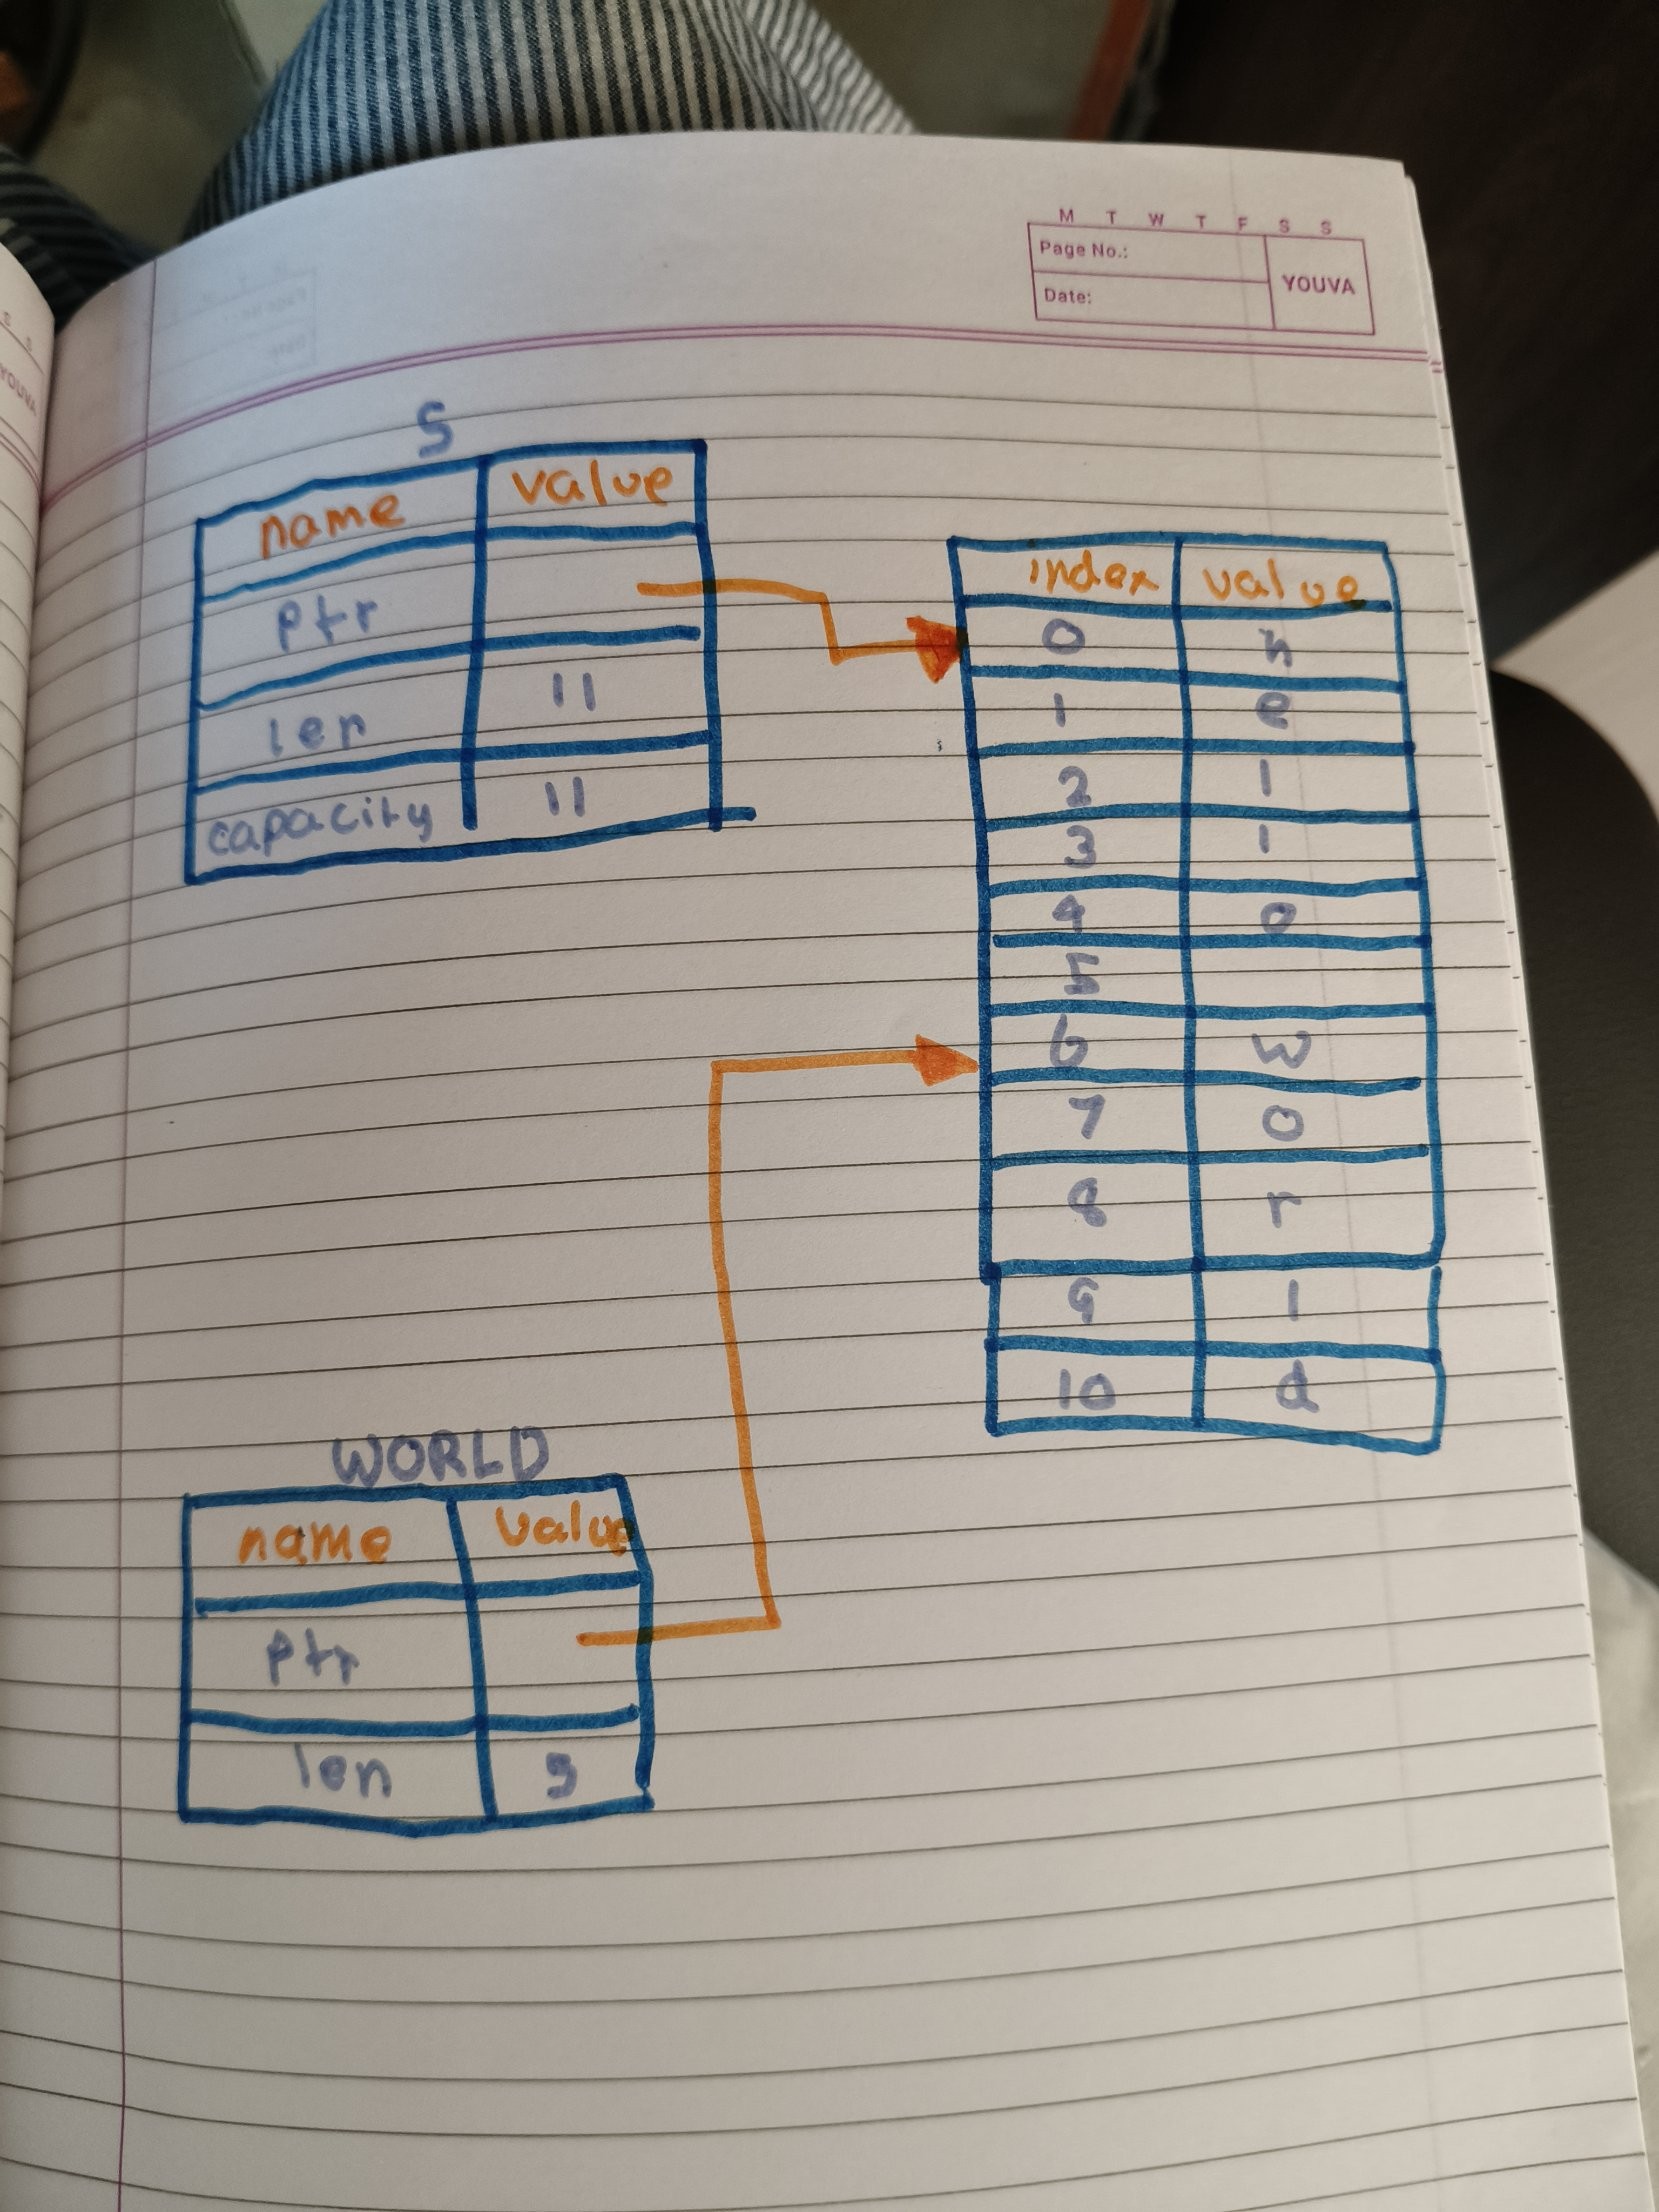 M T W T F S S
Page No.:
Date:
YOUVA
S
name value
ptr
len 11
capacity 11
index value
0 h
1 e
2 l
3 l
4 o
5
6 w
7 o
8 r
9 l
10 d
WORLD
name value
ptr
len 5
YOUVA